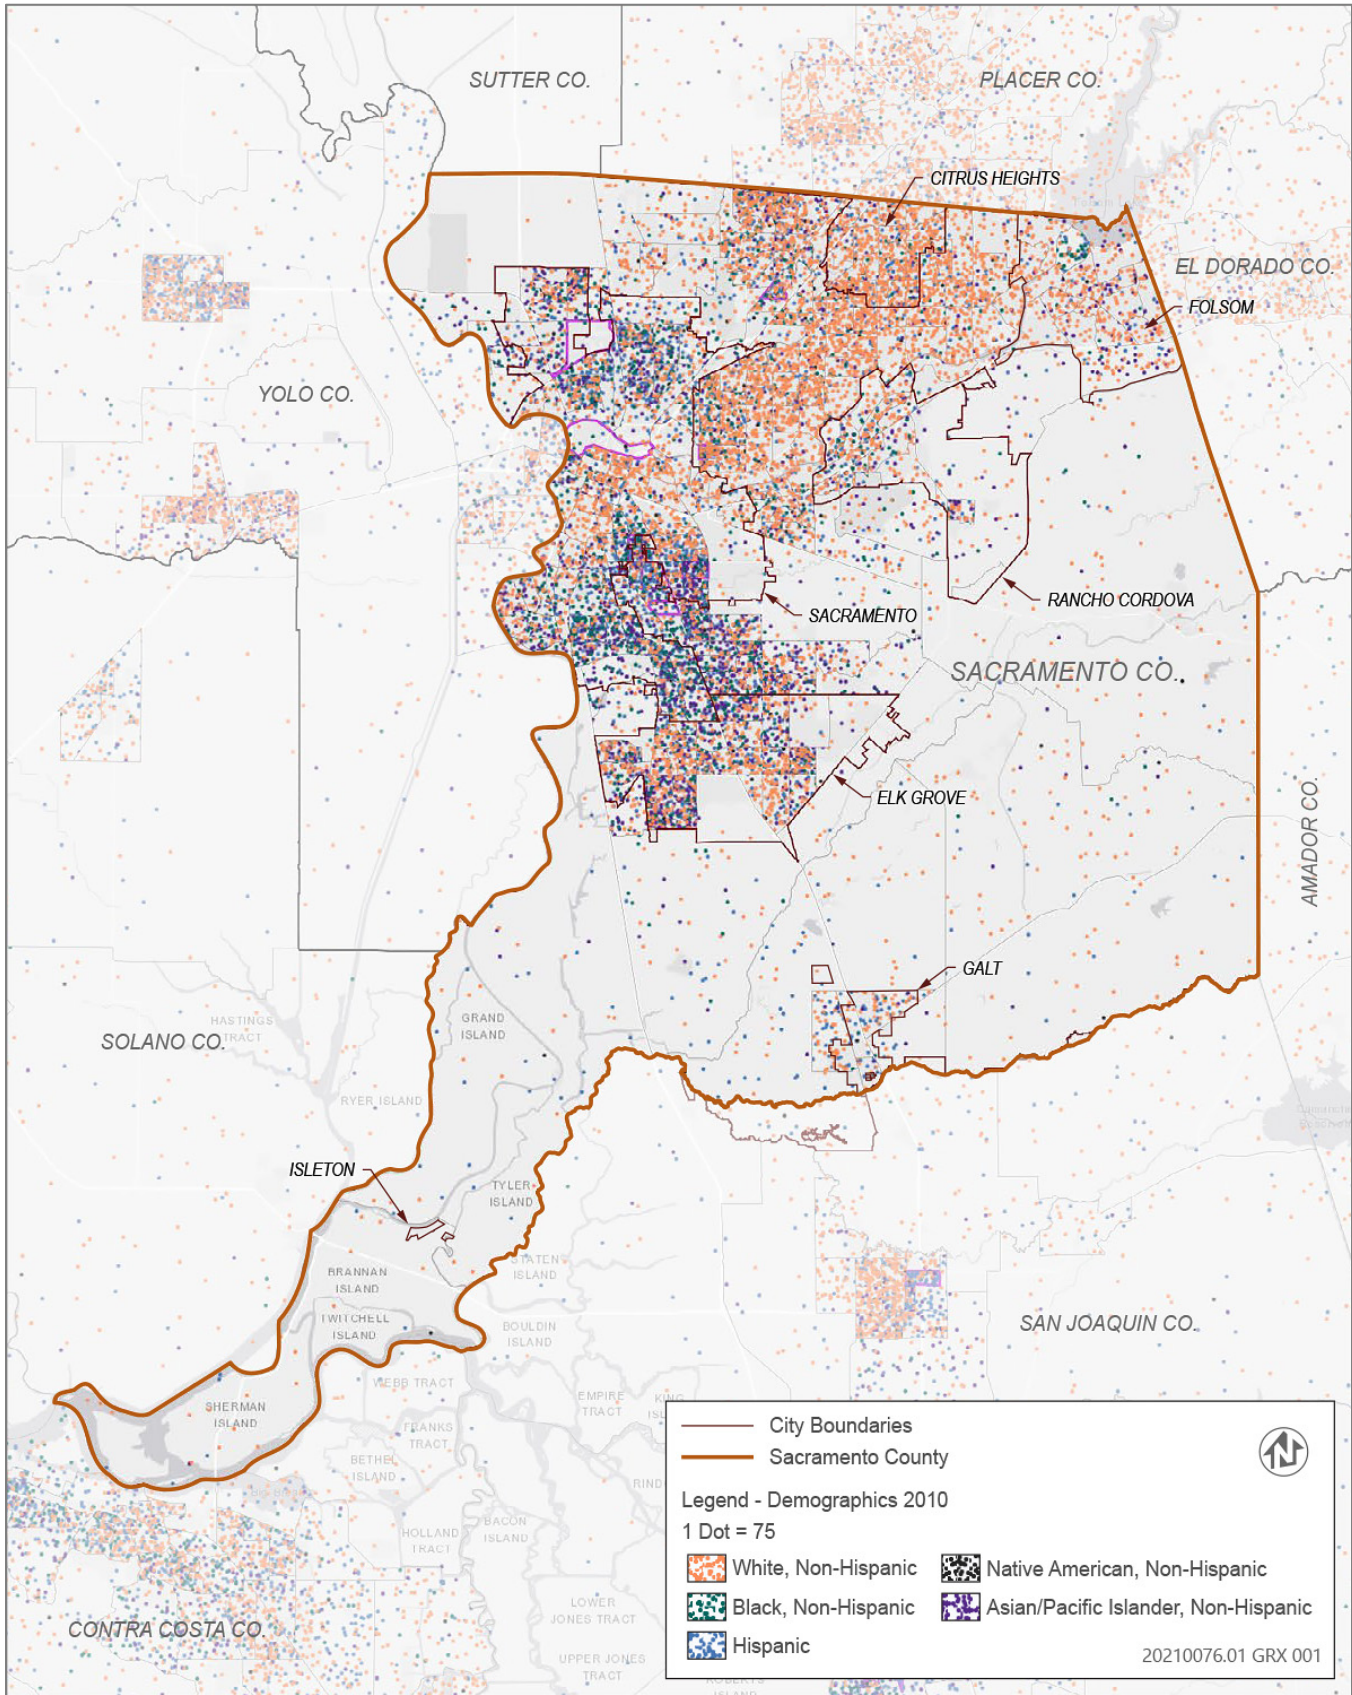 SUTTER CO.
PLACER CO.
CITRUS HEIGHTS
EL DORADO CO.
FOLSOM
YOLO CO.
RANCHO CORDOVA
SACRAMENTO
SACRAMENTO CO.
ELK GROVE
AMADOR CO.
GALT
GRAND
ISLAND
HASTINGS
TRACT
SOLANO CO.
RYER ISLAND
ISLETON
TYLER
ISLAND
STATEN
ISLAND
BRANNAN
ISLAND
TWITCHELL
ISLAND
BOULDIN
ISLAND
SAN JOAQUIN CO.
WEBB TRACT
EMPIRE
TRACT
KING
SHERMAN
ISLAND
FRANKS
TRACT
BETHEL
ISLAND
BACON
ISLAND
HOLLAND
TRACT
LOWER
JONES TRACT
UPPER JONES
TRACT
CONTRA COSTA CO.
City Boundaries
Sacramento County
Legend - Demographics 2010
1 Dot = 75
White, Non-Hispanic
Native American, Non-Hispanic
Black, Non-Hispanic
Asian/Pacific Islander, Non-Hispanic
Hispanic
20210076.01 GRX 001